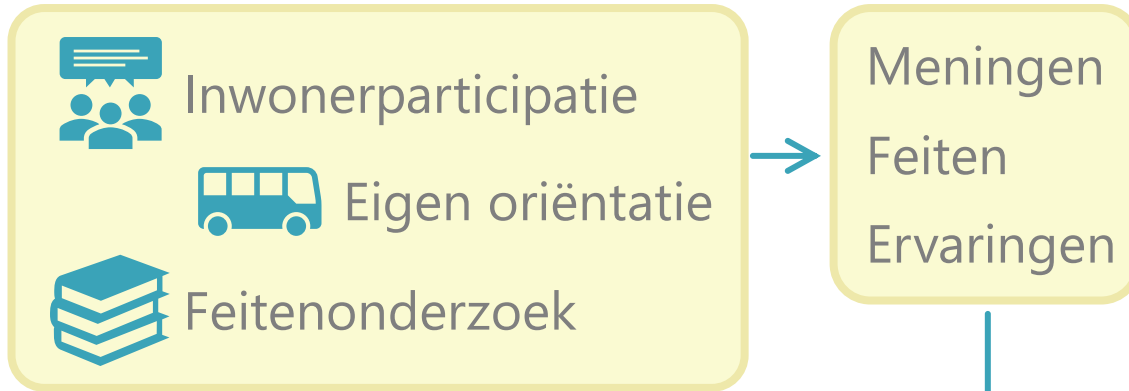 Inwonerparticipatie
Eigen oriëntatie
Feitenonderzoek
Meningen
Feiten
Ervaringen